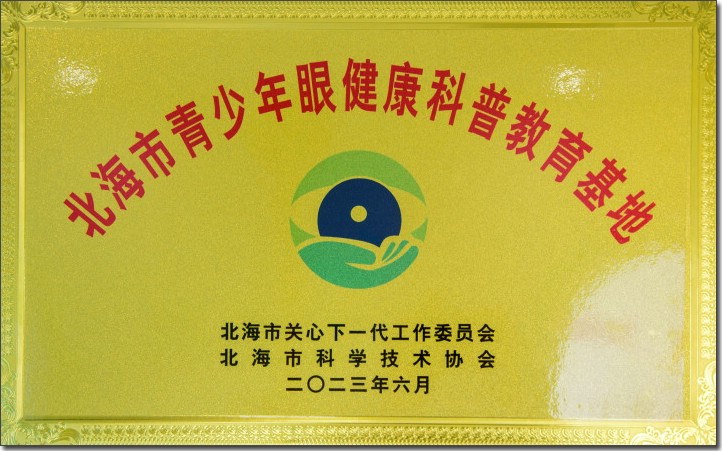 北海市青少年眼健康科普教育基地
北海市关心下一代工作委员会
北海市科学技术协会
二〇二三年六月